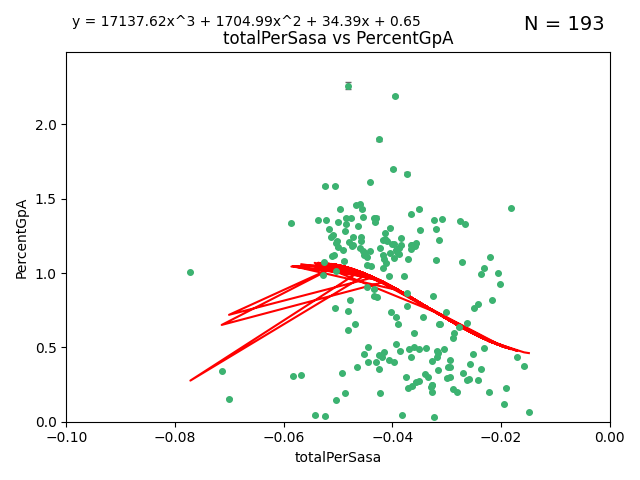 y = 17137.62x^3 + 1704.99x^2 + 34.39x + 0.65
N = 193
totalPerSasa vs PercentGpA
PercentGpA
2.0
1.5
1.0
0.5
0.0
−0.10 −0.08 −0.06 −0.04 −0.02 0.00
totalPerSasa